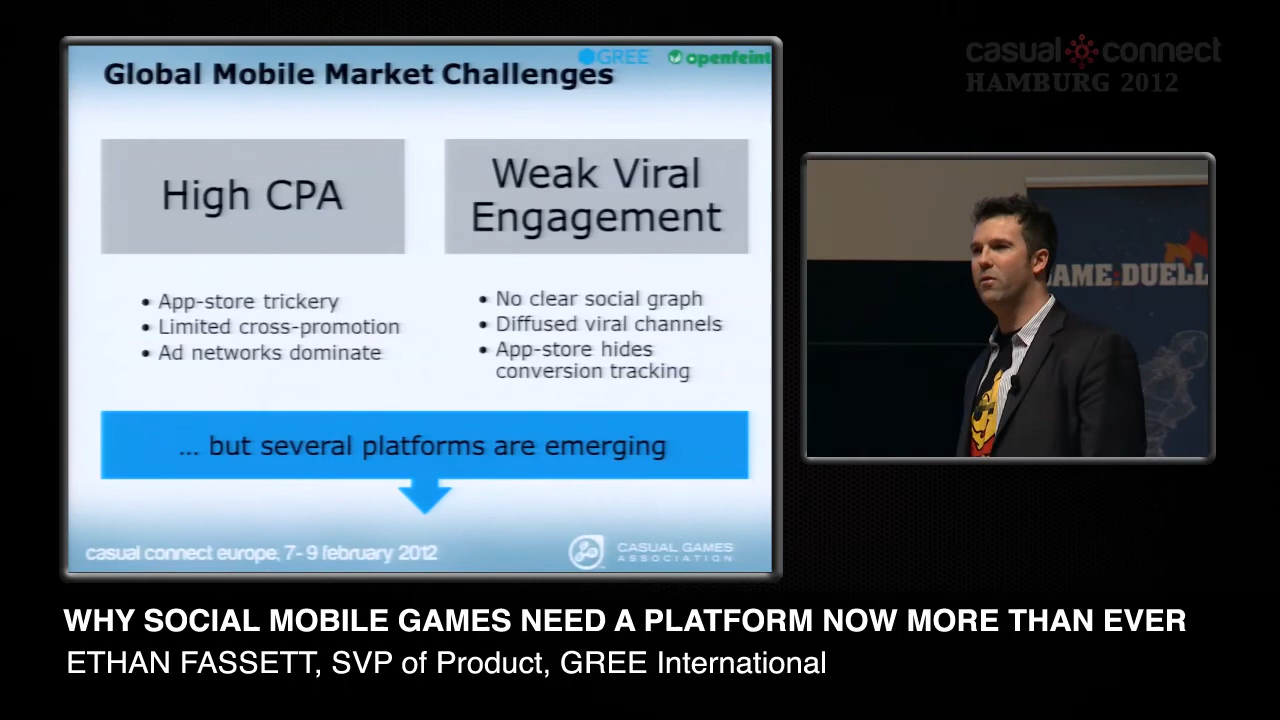 GREE openfeint
Global Mobile Market Challenges
High CPA
Weak Viral
Engagement
• App-store trickery
• Limited cross-promotion
• Ad networks dominate
• No clear social graph
• Diffused viral channels
• App-store hides
conversion tracking
... but several platforms are emerging
casual connect europe, 7-9 february 2012
CASUAL GAMES
ASSOCIATION
casual connect
HAMBURG 2012
GAME DUELL
WHY SOCIAL MOBILE GAMES NEED A PLATFORM NOW MORE THAN EVER
ETHAN FASSETT, SVP of Product, GREE International